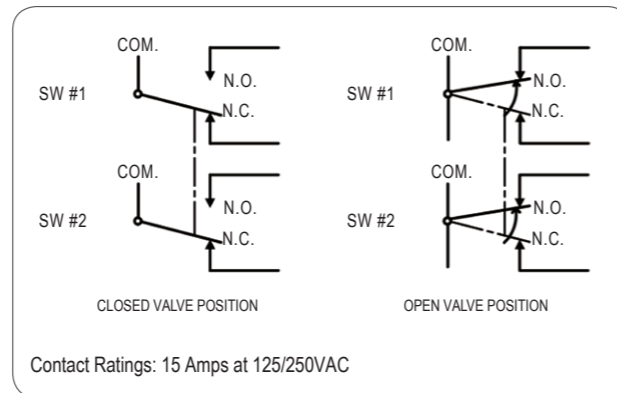 COM.
N.O.
SW #1
N.C.
COM.
N.O.
SW #2
N.C.
CLOSED VALVE POSITION
COM.
N.O.
SW #1
N.C.
COM.
N.O.
SW #2
N.C.
OPEN VALVE POSITION
Contact Ratings: 15 Amps at 125/250VAC